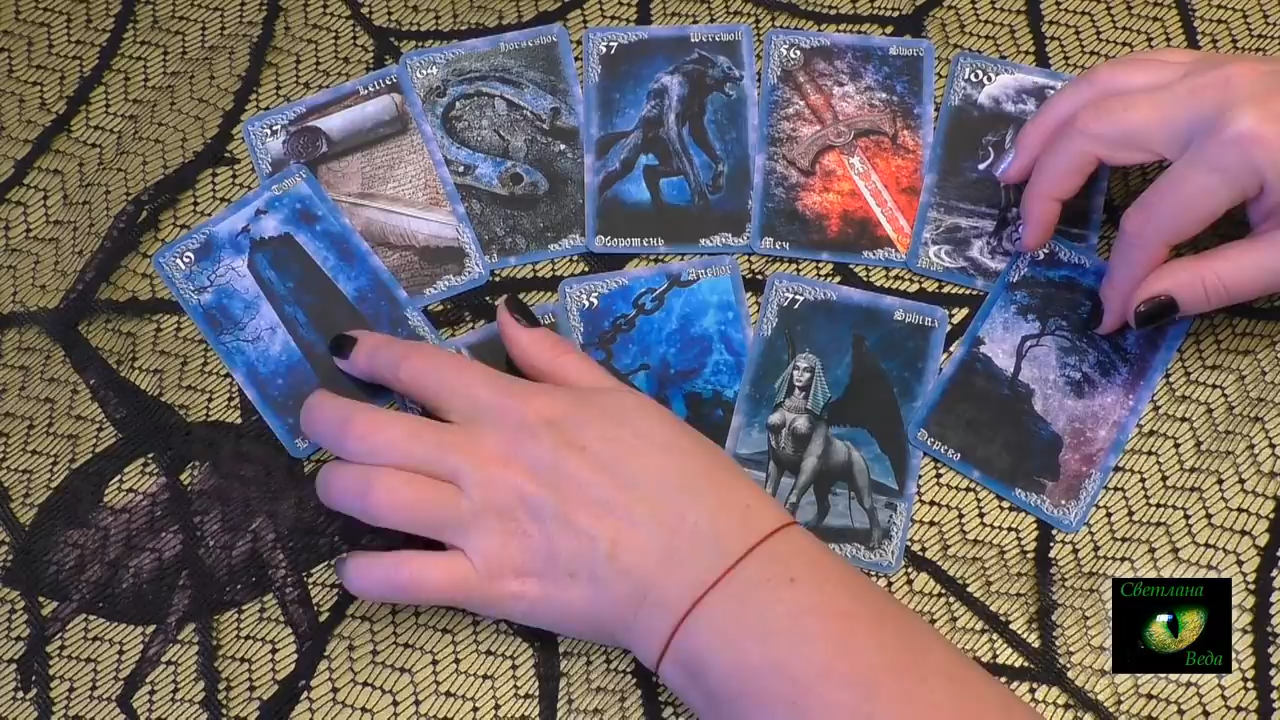 27
Letter
64
Horseshoe
57
Werewolf
Оборотень
56
Sword
Меч
100
Маг
19
Tower
35
Anchor
77
Sphinx
Дерево
Светлана
Веда